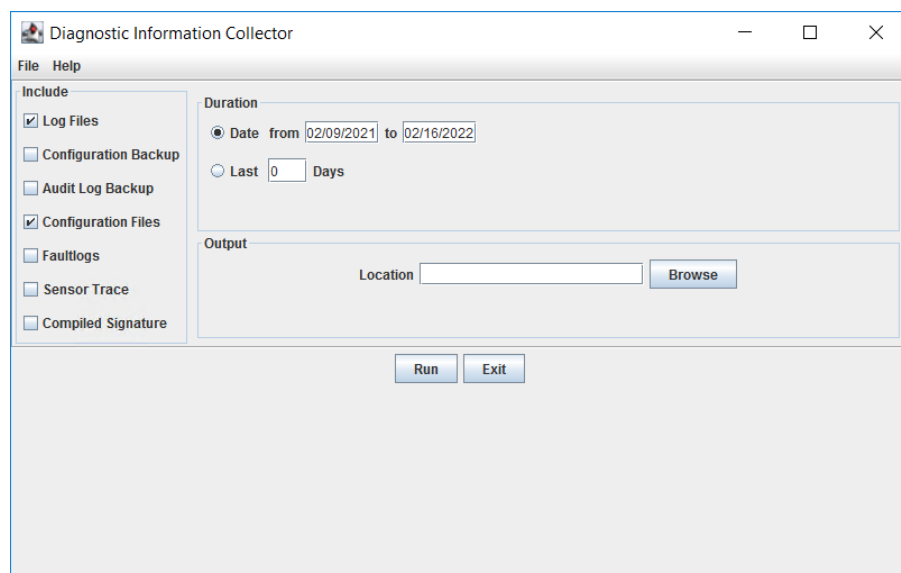 Diagnostic Information Collector
File Help
Include
Log Files
Configuration Backup
Audit Log Backup
Configuration Files
Faultlogs
Sensor Trace
Compiled Signature
Duration
Date from 02/09/2021 to 02/16/2022
Last 0 Days
Output
Location Browse
Run Exit